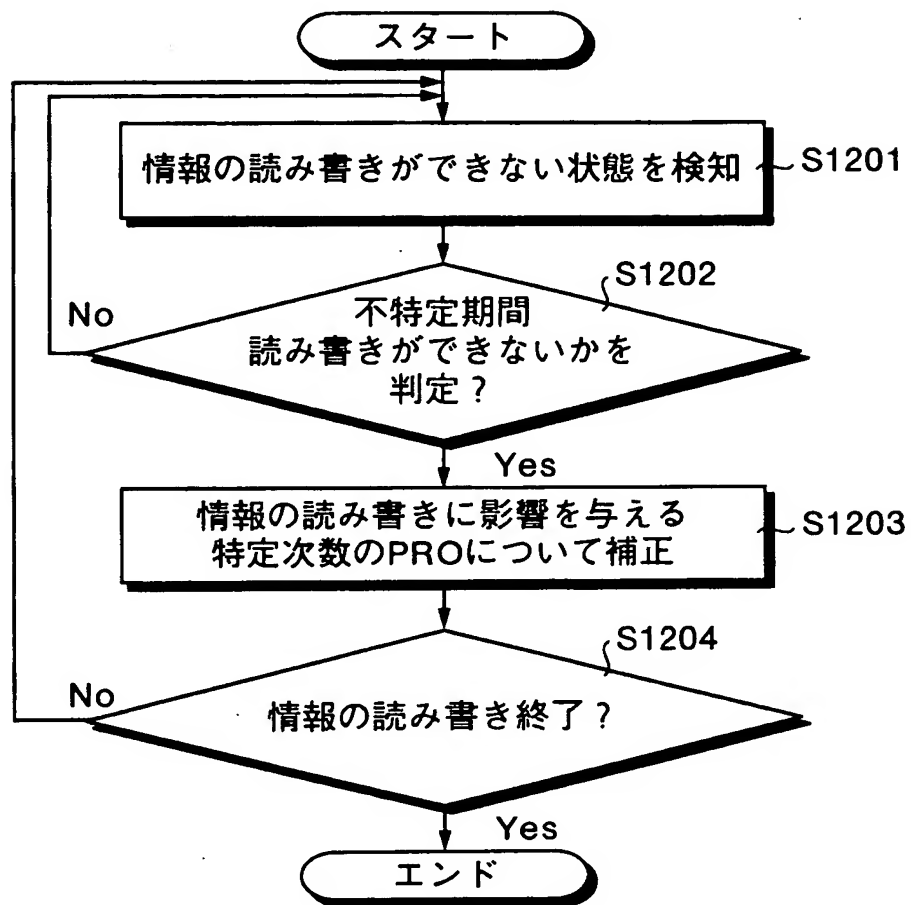 スタート
情報の読み書きができない状態を検知
S1201
S1202
不特定期間
読み書きができないかを
判定?
No
Yes
情報の読み書きに影響を与える
特定次数のPROについて補正
S1203
S1204
情報の読み書き終了?
No
Yes
エンド